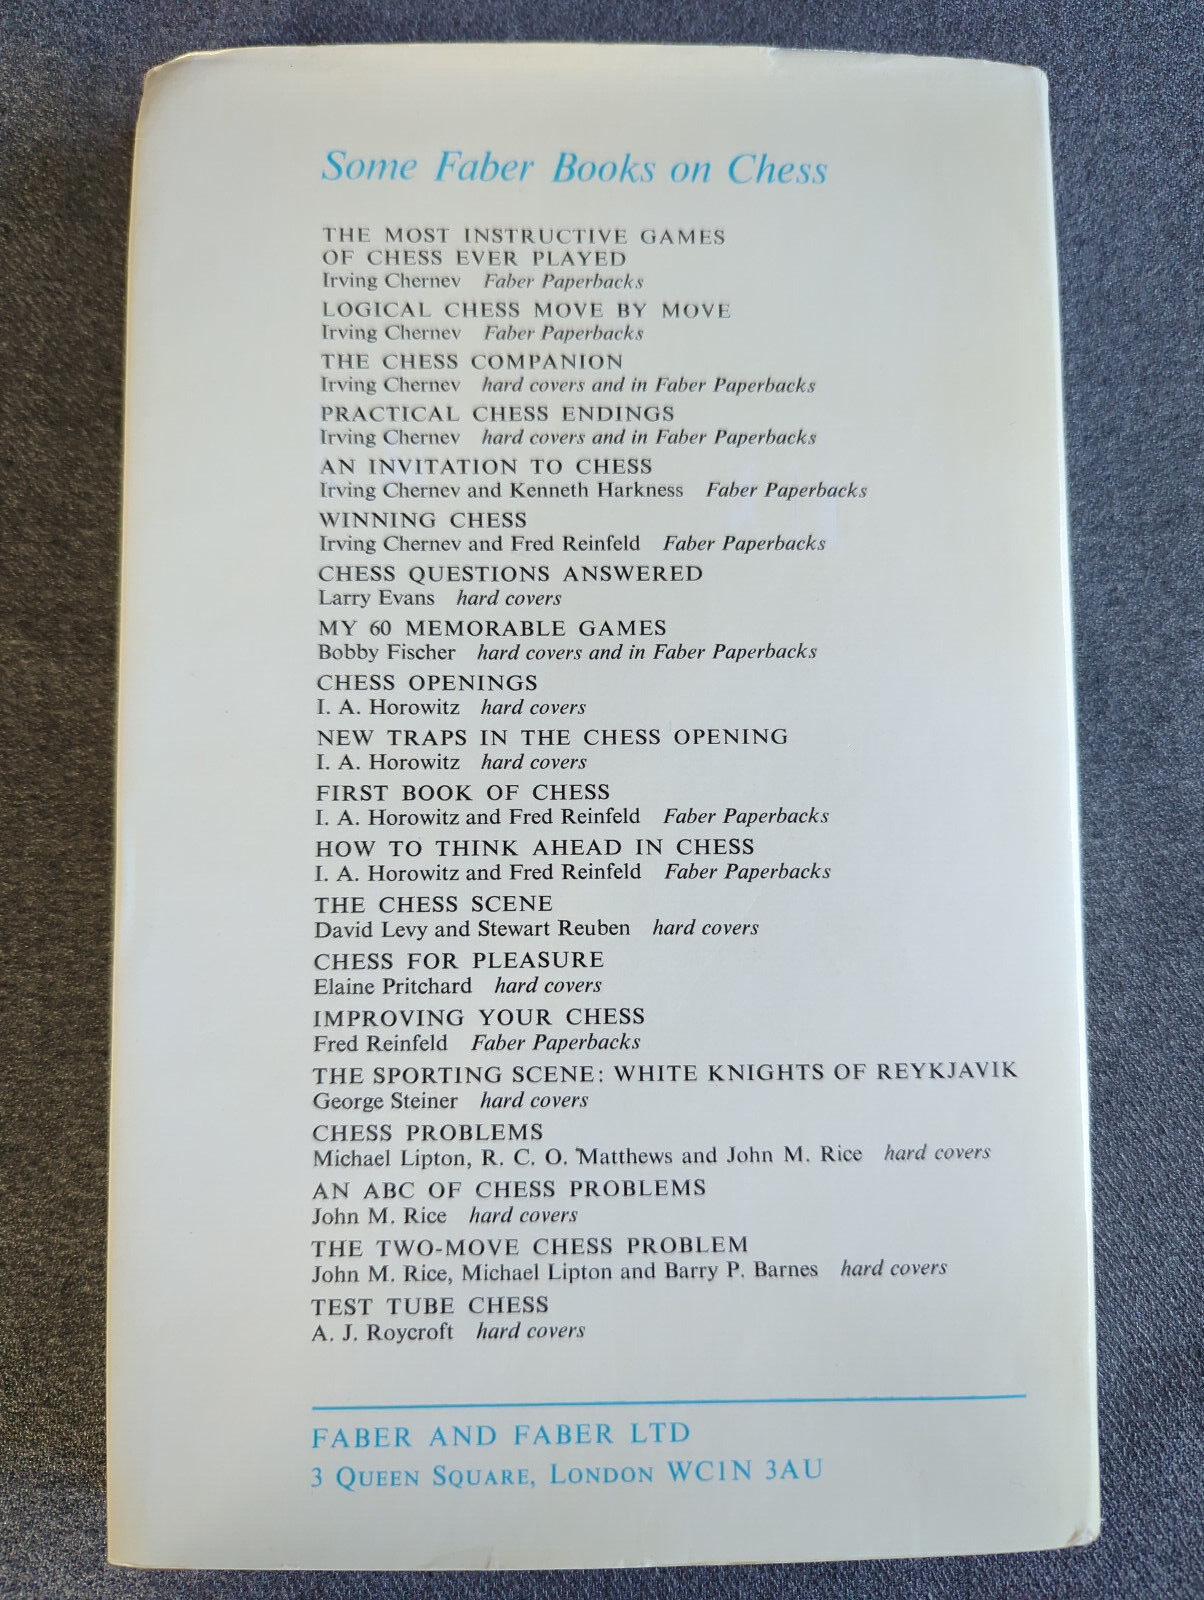 Some Faber Books on Chess
THE MOST INSTRUCTIVE GAMES
OF CHESS EVER PLAYED
Irving Chernev Faber Paperbacks
LOGICAL CHESS MOVE BY MOVE
Irving Chernev Faber Paperbacks
THE CHESS COMPANION
Irving Chernev hard covers and in Faber Paperbacks
PRACTICAL CHESS ENDINGS
Irving Chernev hard covers and in Faber Paperbacks
AN INVITATION TO CHESS
Irving Chernev and Kenneth Harkness Faber Paperbacks
WINNING CHESS
Irving Chernev and Fred Reinfeld Faber Paperbacks
CHESS QUESTIONS ANSWERED
Larry Evans hard covers
MY 60 MEMORABLE GAMES
Bobby Fischer hard covers and in Faber Paperbacks
CHESS OPENINGS
I. A. Horowitz hard covers
NEW TRAPS IN THE CHESS OPENING
I. A. Horowitz hard covers
FIRST BOOK OF CHESS
I. A. Horowitz and Fred Reinfeld Faber Paperbacks
HOW TO THINK AHEAD IN CHESS
I. A. Horowitz and Fred Reinfeld Faber Paperbacks
THE CHESS SCENE
David Levy and Stewart Reuben hard covers
CHESS FOR PLEASURE
Elaine Pritchard hard covers
IMPROVING YOUR CHESS
Fred Reinfeld Faber Paperbacks
THE SPORTING SCENE: WHITE KNIGHTS OF REYKJAVIK
George Steiner hard covers
CHESS PROBLEMS
Michael Lipton, R. C. O. Matthews and John M. Rice hard covers
AN ABC OF CHESS PROBLEMS
John M. Rice hard covers
THE TWO-MOVE CHESS PROBLEM
John M. Rice, Michael Lipton and Barry P. Barnes hard covers
TEST TUBE CHESS
A. J. Roycroft hard covers
FABER AND FABER LTD
3 QUEEN SQUARE, LONDON WC1N 3AU